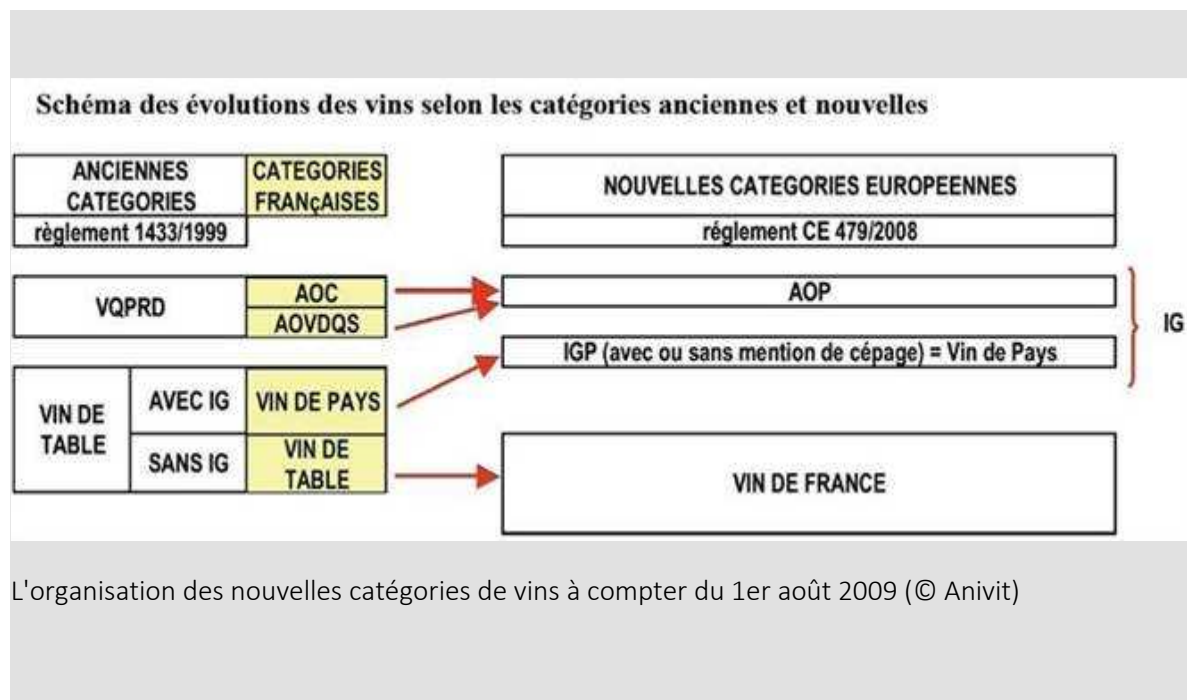 Schéma des évolutions des vins selon les catégories anciennes et nouvelles
ANCIENNES
CATEGORIES
CATEGORIES
FRANçAISES
règlement 1433/1999
NOUVELLES CATEGORIES EUROPEENNES
réglement CE 479/2008
VQPRD
AOC
AOVDQS
AOP
IGP (avec ou sans mention de cépage) = Vin de Pays
IG
VIN DE
TABLE
AVEC IG
VIN DE PAYS
SANS IG
VIN DE
TABLE
VIN DE FRANCE
L'organisation des nouvelles catégories de vins à compter du 1er août 2009 (© Anivit)